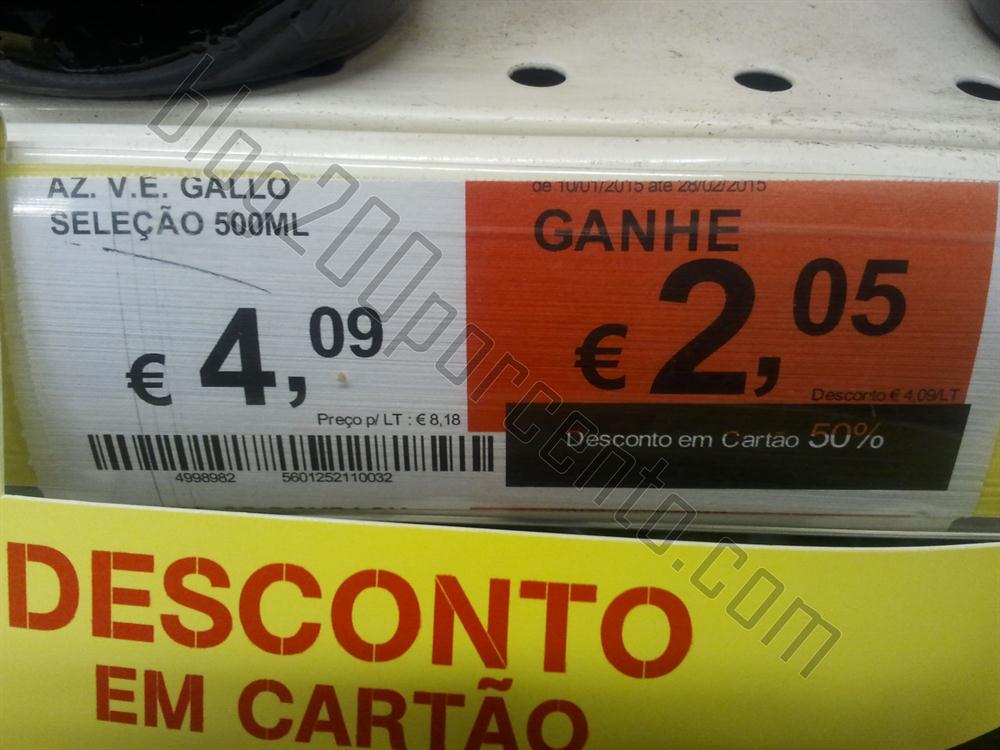 AZ. V.E. GALLO
SELEÇÃO 500ML
€ 4,09
Preço p/ LT : € 8,18
4998982 5601252110032
de 10/01/2015 até 28/02/2015
GANHE
€ 2,05
Desconto € 4,09/LT
Desconto em Cartão 50%
DESCONTO
EM CARTÃO
blog200porcento.com